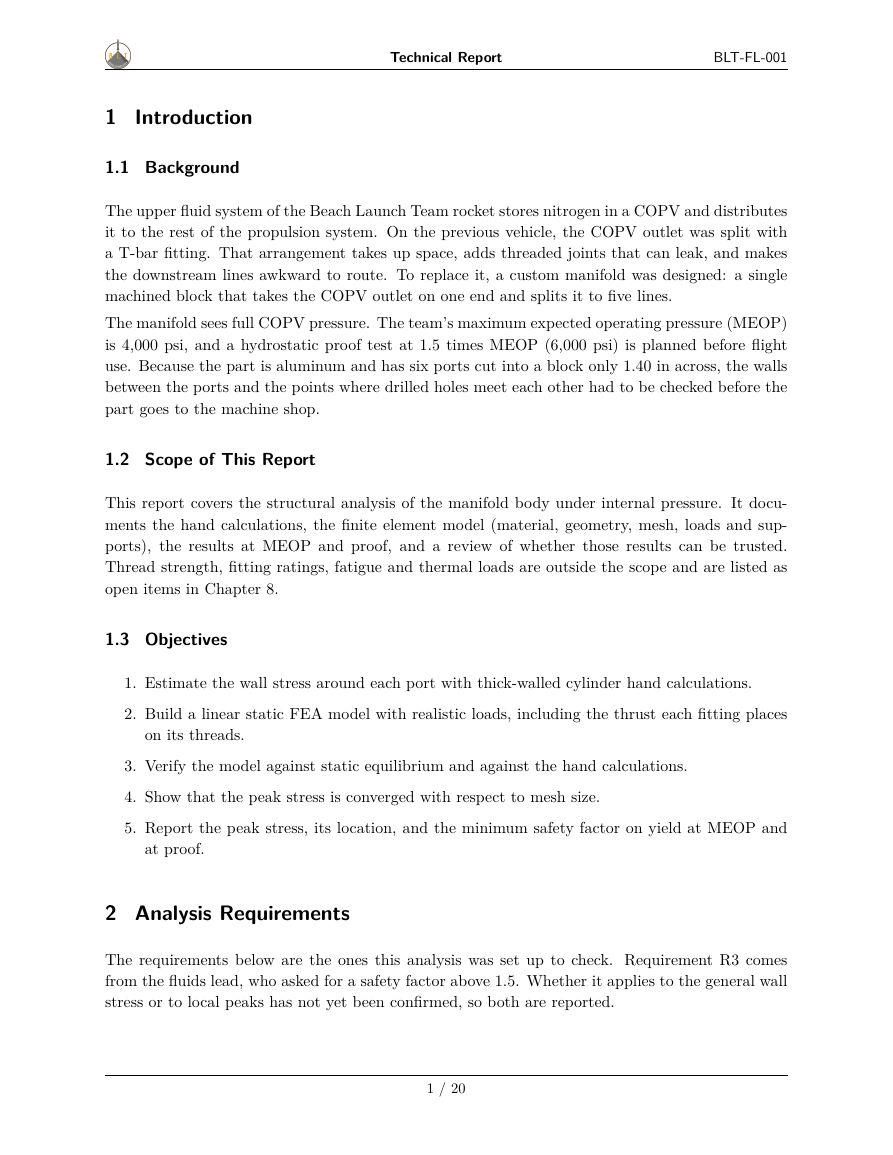 Technical Report
BLT-FL-001
1 Introduction
1.1 Background
The upper fluid system of the Beach Launch Team rocket stores nitrogen in a COPV and distributes
it to the rest of the propulsion system. On the previous vehicle, the COPV outlet was split with
a T-bar fitting. That arrangement takes up space, adds threaded joints that can leak, and makes
the downstream lines awkward to route. To replace it, a custom manifold was designed: a single
machined block that takes the COPV outlet on one end and splits it to five lines.
The manifold sees full COPV pressure. The team's maximum expected operating pressure (MEOP)
is 4,000 psi, and a hydrostatic proof test at 1.5 times MEOP (6,000 psi) is planned before flight
use. Because the part is aluminum and has six ports cut into a block only 1.40 in across, the walls
between the ports and the points where drilled holes meet each other had to be checked before the
part goes to the machine shop.
1.2 Scope of This Report
This report covers the structural analysis of the manifold body under internal pressure. It docu-
ments the hand calculations, the finite element model (material, geometry, mesh, loads and sup-
ports), the results at MEOP and proof, and a review of whether those results can be trusted.
Thread strength, fitting ratings, fatigue and thermal loads are outside the scope and are listed as
open items in Chapter 8.
1.3 Objectives
1. Estimate the wall stress around each port with thick-walled cylinder hand calculations.
2. Build a linear static FEA model with realistic loads, including the thrust each fitting places
on its threads.
3. Verify the model against static equilibrium and against the hand calculations.
4. Show that the peak stress is converged with respect to mesh size.
5. Report the peak stress, its location, and the minimum safety factor on yield at MEOP and
at proof.
2 Analysis Requirements
The requirements below are the ones this analysis was set up to check. Requirement R3 comes
from the fluids lead, who asked for a safety factor above 1.5. Whether it applies to the general wall
stress or to local peaks has not yet been confirmed, so both are reported.
1 / 20